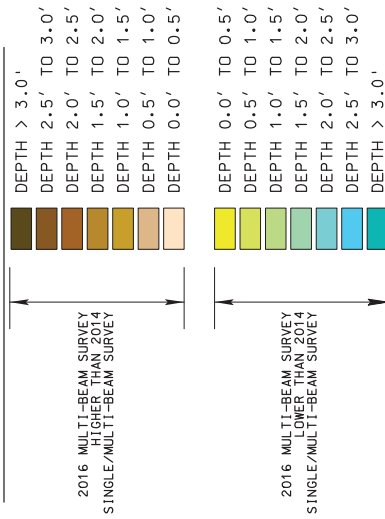 DEPTH > 3.0'
DEPTH 2.5' TO 3.0'
DEPTH 2.0' TO 2.5'
DEPTH 1.5' TO 2.0'
DEPTH 1.0' TO 1.5'
DEPTH 0.5' TO 1.0'
DEPTH 0.0' TO 0.5'
2016 MULTI-BEAM SURVEY
HIGHER THAN 2014
SINGLE/MULTI-BEAM SURVEY
DEPTH 0.0' TO 0.5'
DEPTH 0.5' TO 1.0'
DEPTH 1.0' TO 1.5'
DEPTH 1.5' TO 2.0'
DEPTH 2.0' TO 2.5'
DEPTH 2.5' TO 3.0'
DEPTH > 3.0'
2016 MULTI-BEAM SURVEY
LOWER THAN 2014
SINGLE/MULTI-BEAM SURVEY